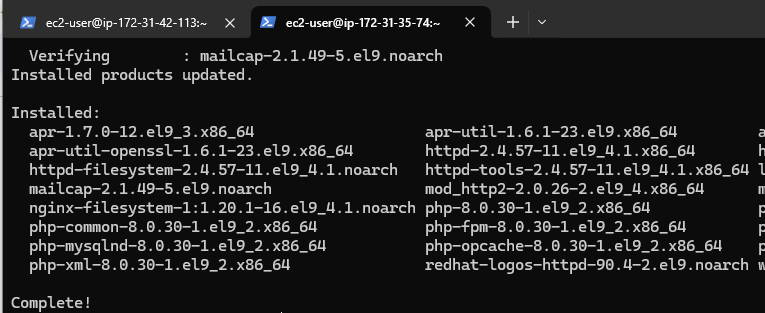 ec2-user@ip-172-31-42-113:~ ec2-user@ip-172-31-35-74:~
Verifying : mailcap-2.1.49-5.el9.noarch
Installed products updated.
Installed:
apr-1.7.0-12.el9_3.x86_64 apr-util-1.6.1-23.el9.x86_64
apr-util-openssl-1.6.1-23.el9.x86_64 httpd-2.4.57-11.el9_4.1.x86_64
httpd-filesystem-2.4.57-11.el9_4.1.noarch httpd-tools-2.4.57-11.el9_4.1.x86_64
mailcap-2.1.49-5.el9.noarch mod_http2-2.0.26-2.el9_4.x86_64
nginx-filesystem-1:1.20.1-16.el9_4.1.noarch php-8.0.30-1.el9_2.x86_64
php-common-8.0.30-1.el9_2.x86_64 php-fpm-8.0.30-1.el9_2.x86_64
php-mysqlnd-8.0.30-1.el9_2.x86_64 php-opcache-8.0.30-1.el9_2.x86_64
php-xml-8.0.30-1.el9_2.x86_64 redhat-logos-httpd-90.4-2.el9.noarch
Complete!